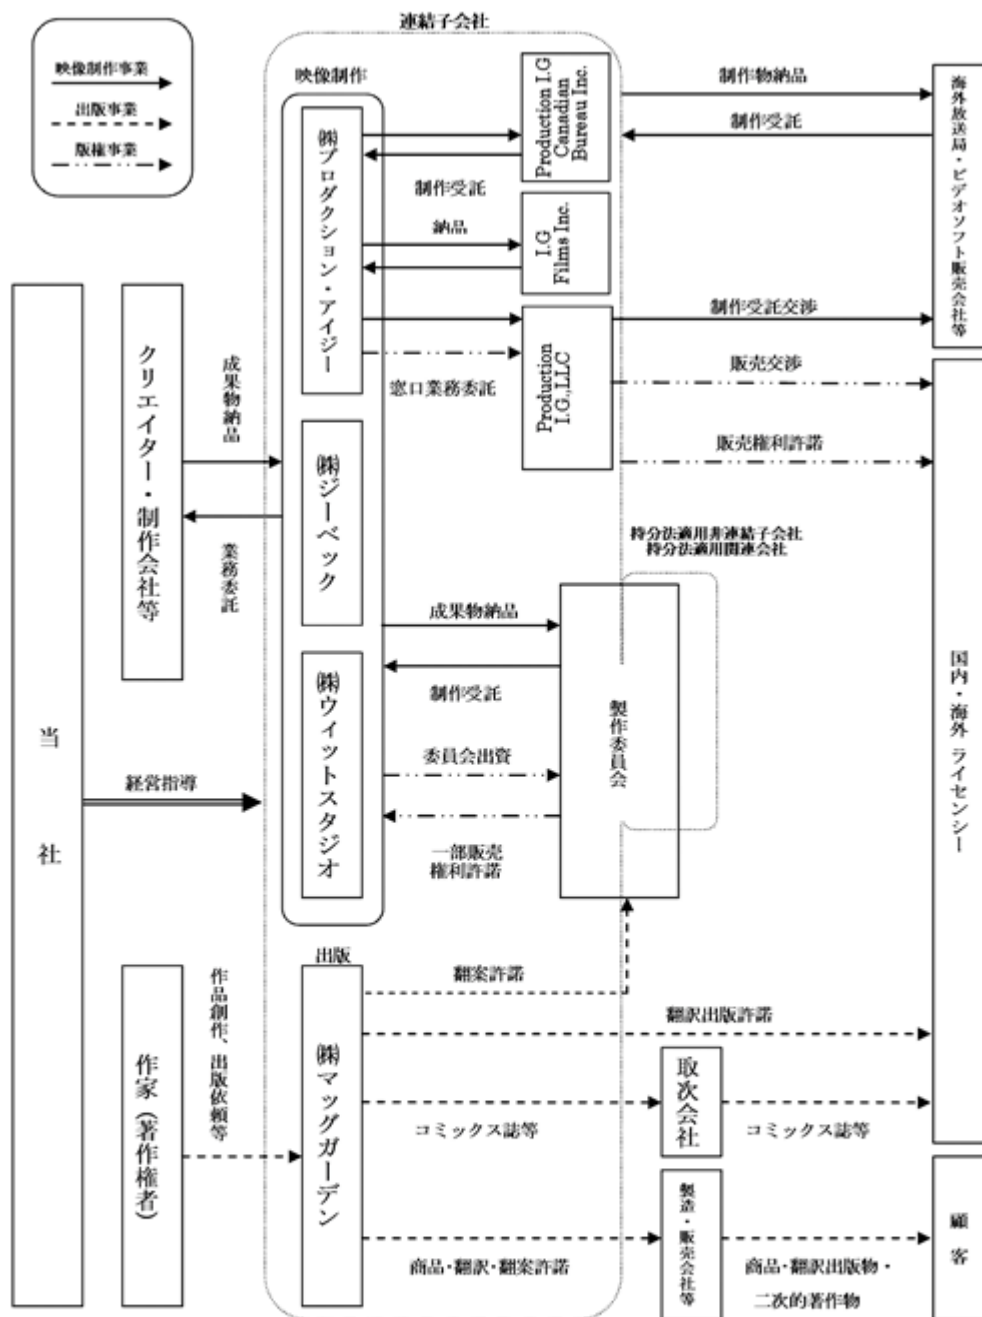 連結子会社
映像制作事業
出版事業
版権事業
映像制作
㈱プロダクション・アイジー
Production I.G
Canadian
Bureau Inc.
制作物納品
制作受託
海外放送局・ビデオソフト販売会社等
制作受託
納品
I.G
Films Inc.
制作受託交渉
窓口業務委託
Production
I.G.,LLC
販売交渉
販売権利許諾
当社
クリエイター・制作会社等
成果物納品
業務委託
㈱ジーベック
持分法適用非連結子会社
持分法適用関連会社
成果物納品
制作受託
製作委員会
国内・海外 ライセンシー
㈱ウィットスタジオ
委員会出資
経営指導
一部販売
権利許諾
出版
作家（著作権者）
作品創作、出版依頼等
㈱マッグガーデン
翻案許諾
翻訳出版許諾
コミックス誌等
取次会社
コミックス誌等
商品・翻訳・翻案許諾
製造・販売会社等
商品・翻訳出版物・
二次的著作物
顧客